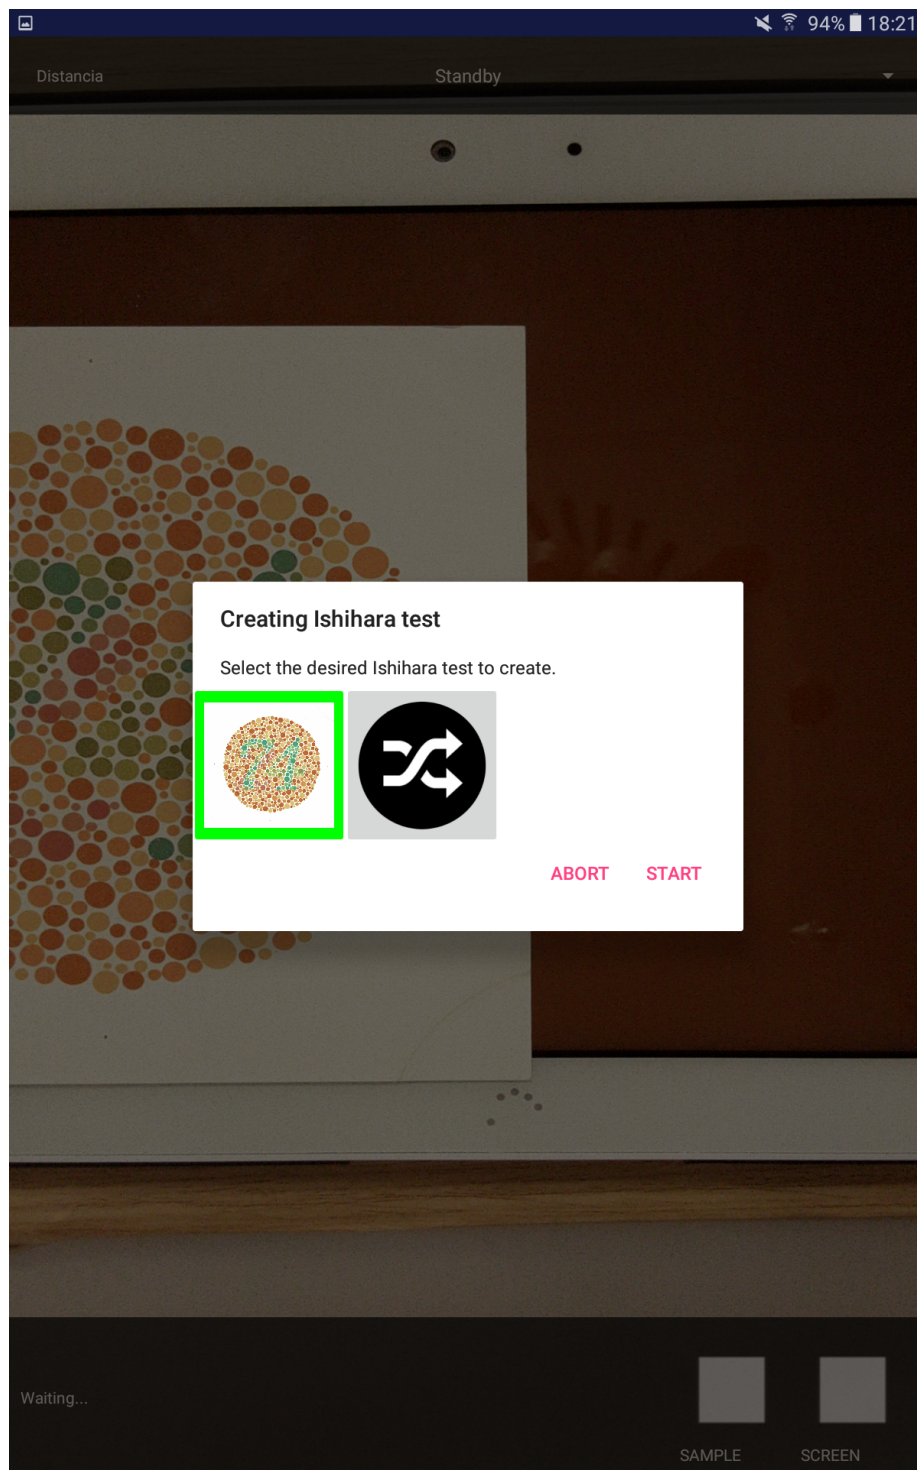 94% 18:21
Distancia Standby
Creating Ishihara test
Select the desired Ishihara test to create.
74
ABORT START
Waiting...
SAMPLE SCREEN